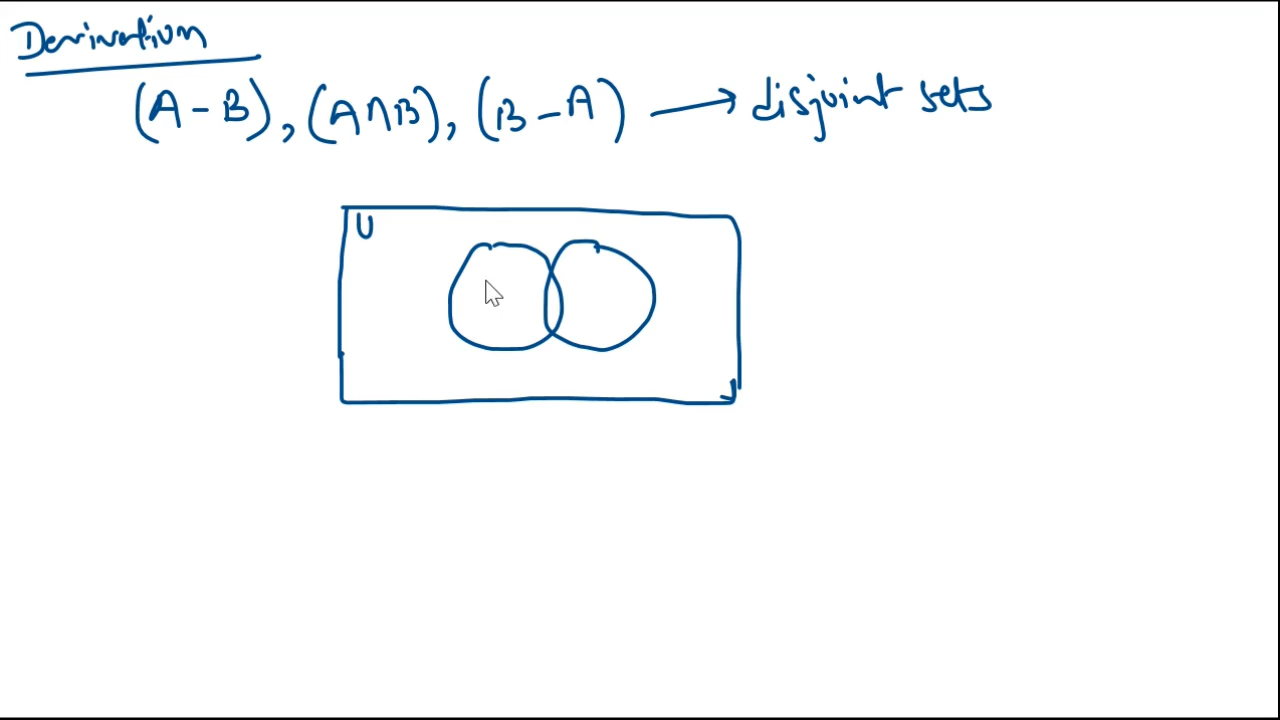 Derivation
(A - B), (A∩B), (B - A) → disjoint sets
U